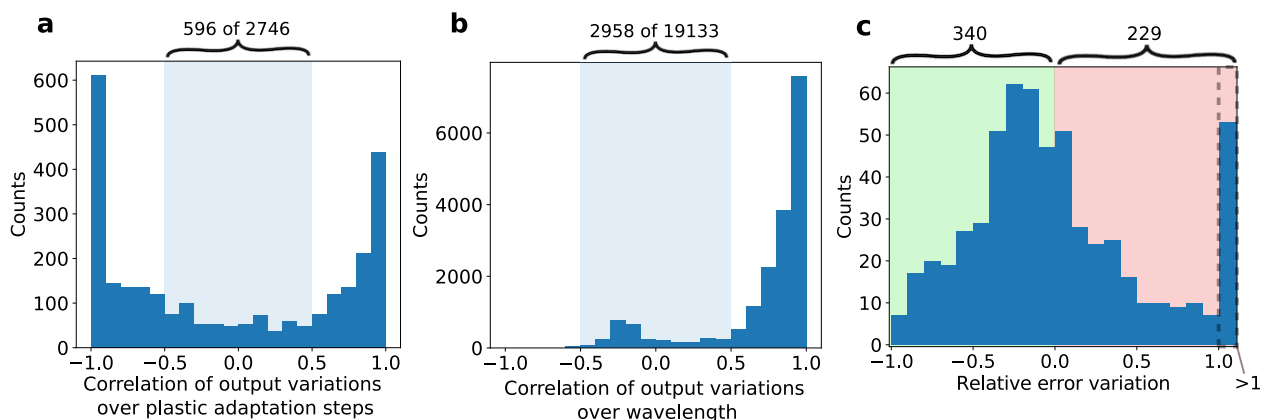 a
596 of 2746
600
500
400
300
200
100
0
Counts
−1.0 −0.5 0.0 0.5 1.0
Correlation of output variations
over plastic adaptation steps
b
2958 of 19133
6000
4000
2000
0
Counts
−1.0 −0.5 0.0 0.5 1.0
Correlation of output variations
over wavelength
c
340 229
60
50
40
30
20
10
0
Counts
−1.0 −0.5 0.0 0.5 1.0
>1
Relative error variation